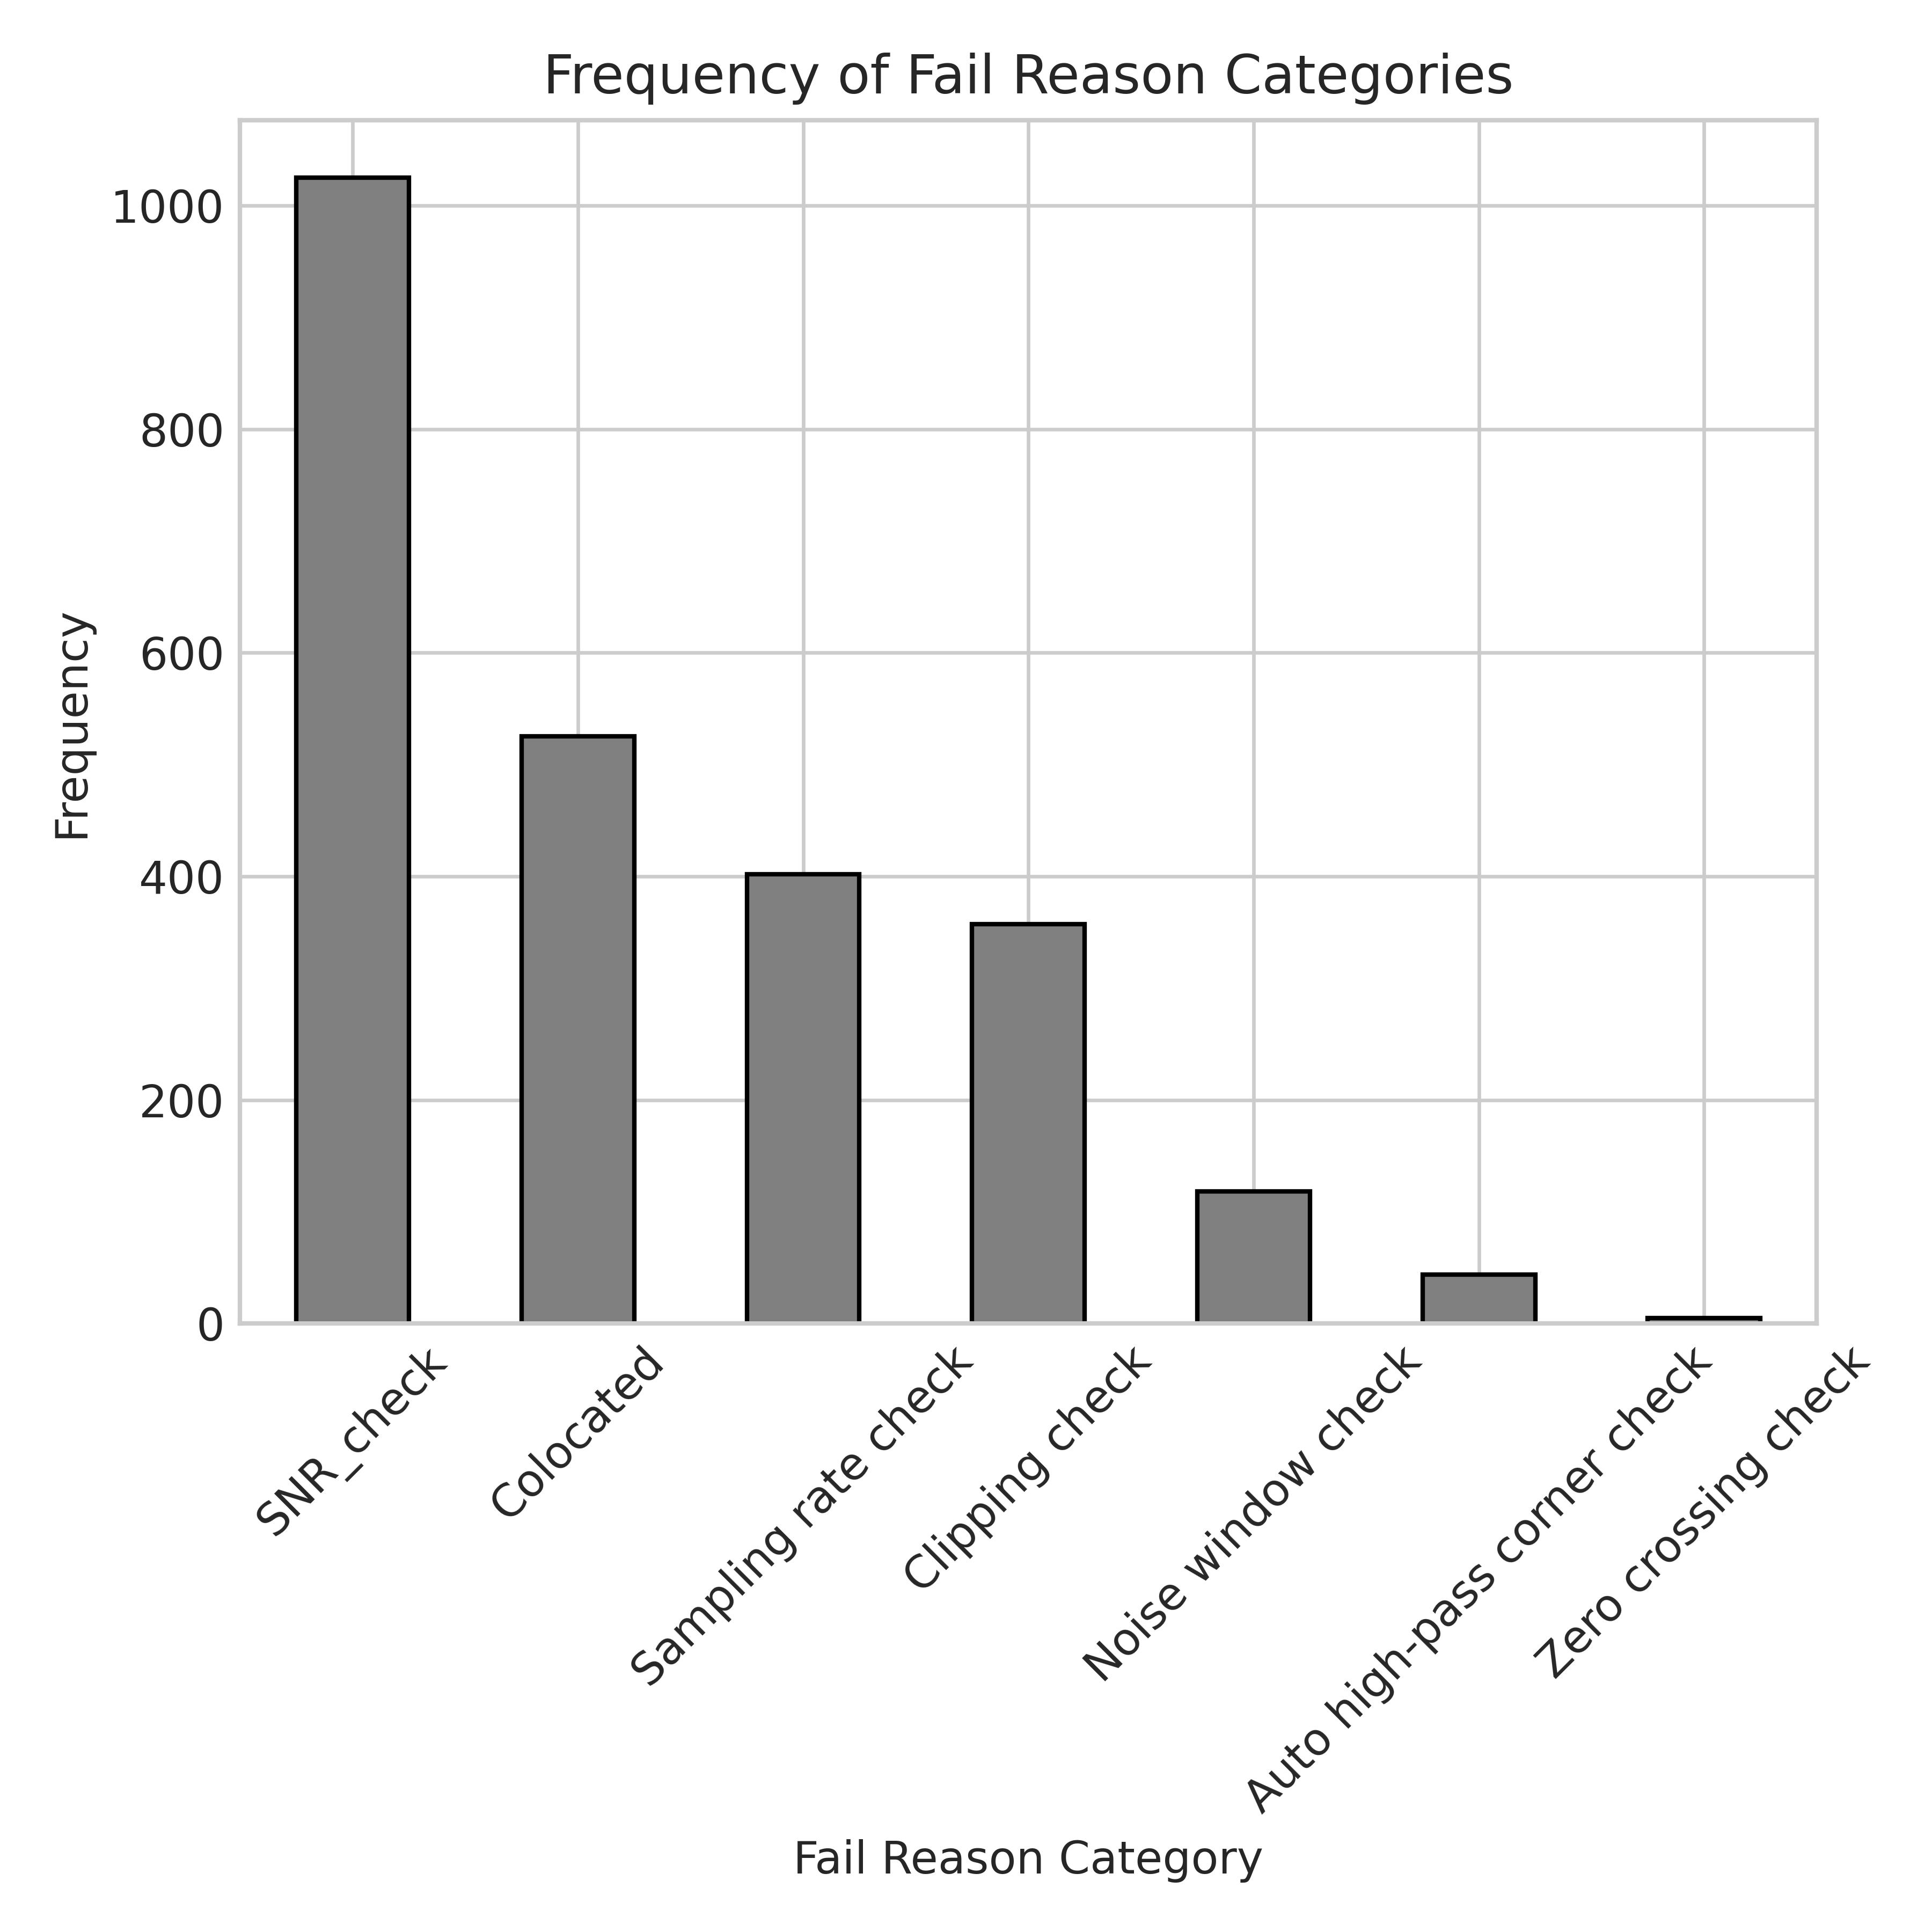 Frequency of Fail Reason Categories
Frequency
1000
800
600
400
200
0
SNR_check
Colocated
Sampling rate check
Clipping check
Noise window check
Auto high-pass corner check
Zero crossing check
Fail Reason Category